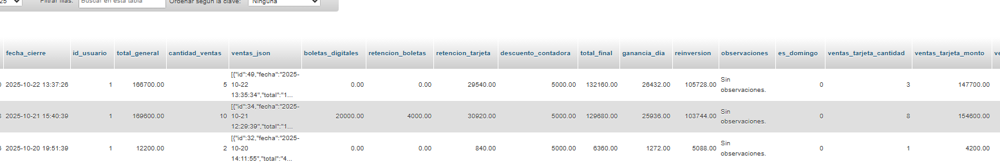 25 Filtrar filas: Buscar en esta tabla Ordenar según la clave: Ninguna
fecha_cierre id_usuario total_general cantidad_ventas ventas_json boletas_digitales retencion_boletas retencion_tarjeta descuento_contadora total_final ganancia_dia reinversion observaciones es_domingo ventas_tarjeta_cantidad ventas_tarjeta_monto ve
[{"id":49,"fecha":"2025-
Sin
2025-10-22 13:37:26 1 166700.00 5 10-22 0.00 0.00 29540.00 5000.00 132160.00 26432.00 105728.00 0 3 147700.00
observaciones.
13:35:34","total":"1...
[{"id":34,"fecha":"2025-
Sin
2025-10-21 15:40:39 1 169600.00 10 10-21 20000.00 4000.00 30920.00 5000.00 129680.00 25936.00 103744.00 0 8 154600.00
observaciones.
12:29:39","total":"1...
[{"id":32,"fecha":"2025-
Sin
2025-10-20 19:51:39 1 12200.00 2 10-20 0.00 0.00 840.00 5000.00 6360.00 1272.00 5088.00 0 1 4200.00
observaciones.
14:11:55","total":"4...